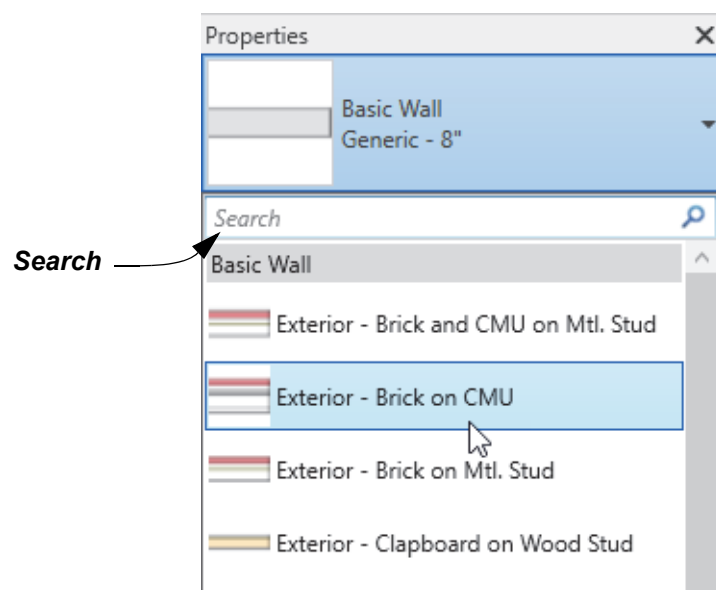 Properties
Basic Wall
Generic - 8"
Search
Search
Basic Wall
Exterior - Brick and CMU on Mtl. Stud
Exterior - Brick on CMU
Exterior - Brick on Mtl. Stud
Exterior - Clapboard on Wood Stud